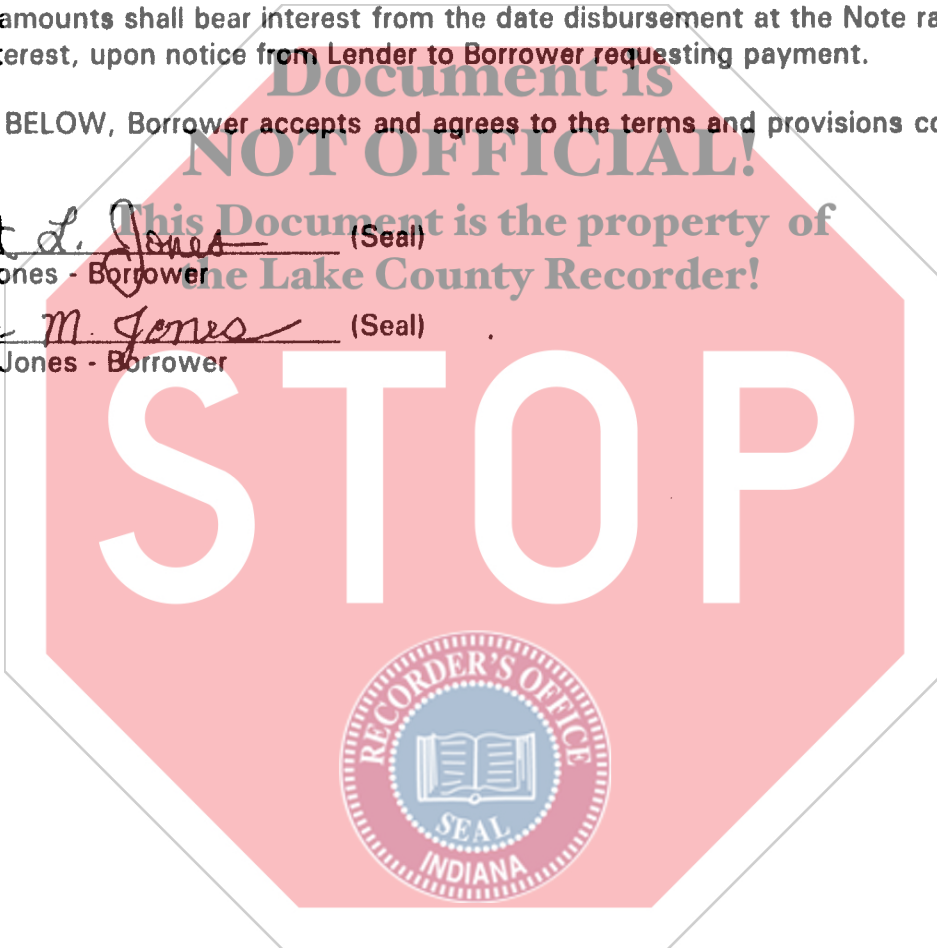 amounts shall bear interest from the date disbursement at the Note ra
erest, upon notice from Lender to Borrower requesting payment.
Document is
BELOW, Borrower accepts and agrees to the terms and provisions co
NOT OFFICIAL!
This Document is the property of
L. Jones (Seal)
ones - Borrower
the Lake County Recorder!
M. Jones (Seal)
Jones - Borrower
STOP
RECORDER'S OFFICE
SEAL
INDIANA